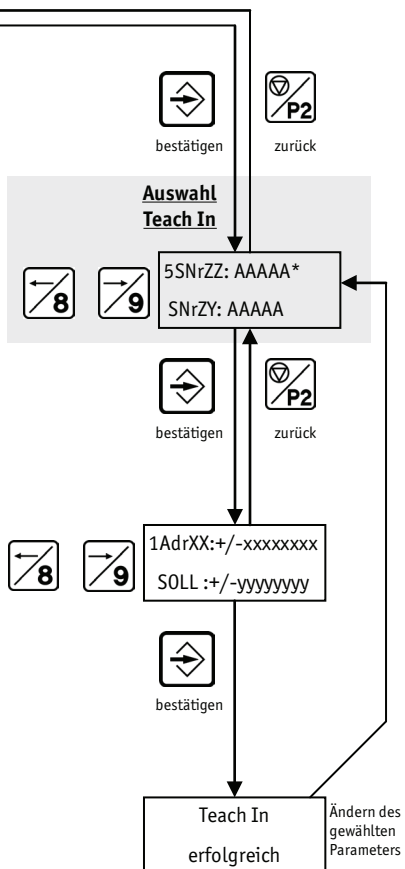 P2
bestätigen zurück
Auswahl
Teach In
8 9
5SNrZZ: AAAAA*
SNrZY: AAAAA
P2
bestätigen zurück
8 9
1AdrXX:+/-xxxxxxxx
SOLL :+/-yyyyyyyy
bestätigen
Teach In
erfolgreich
Ändern des
gewählten
Parameters